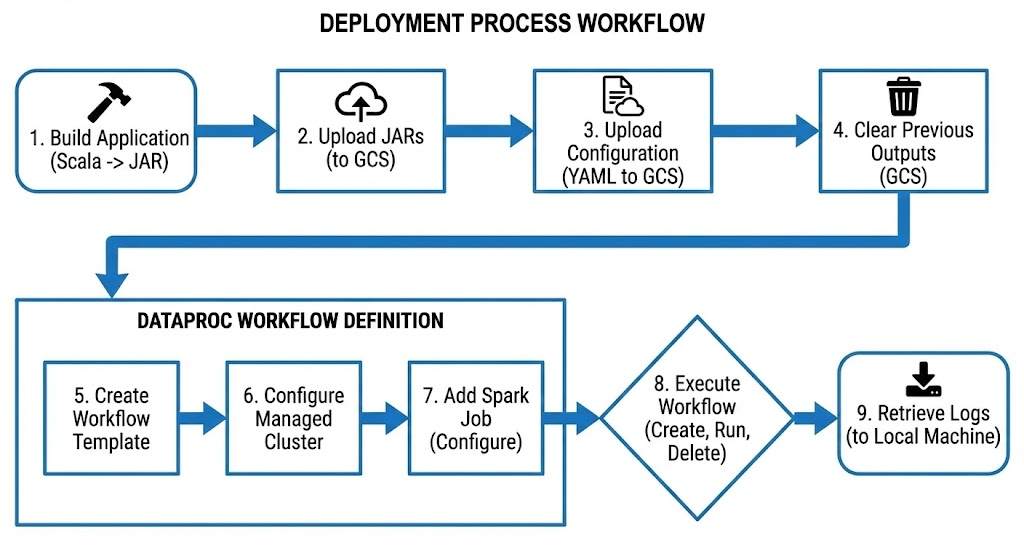 DEPLOYMENT PROCESS WORKFLOW
1. Build Application
(Scala -> JAR)
2. Upload JARs
(to GCS)
3. Upload
Configuration
(YAML to GCS)
4. Clear Previous
Outputs
(GCS)
DATAPROC WORKFLOW DEFINITION
5. Create
Workflow
Template
6. Configure
Managed
Cluster
7. Add Spark
Job
(Configure)
8. Execute
Workflow
(Create, Run,
Delete)
9. Retrieve Logs
(to Local Machine)